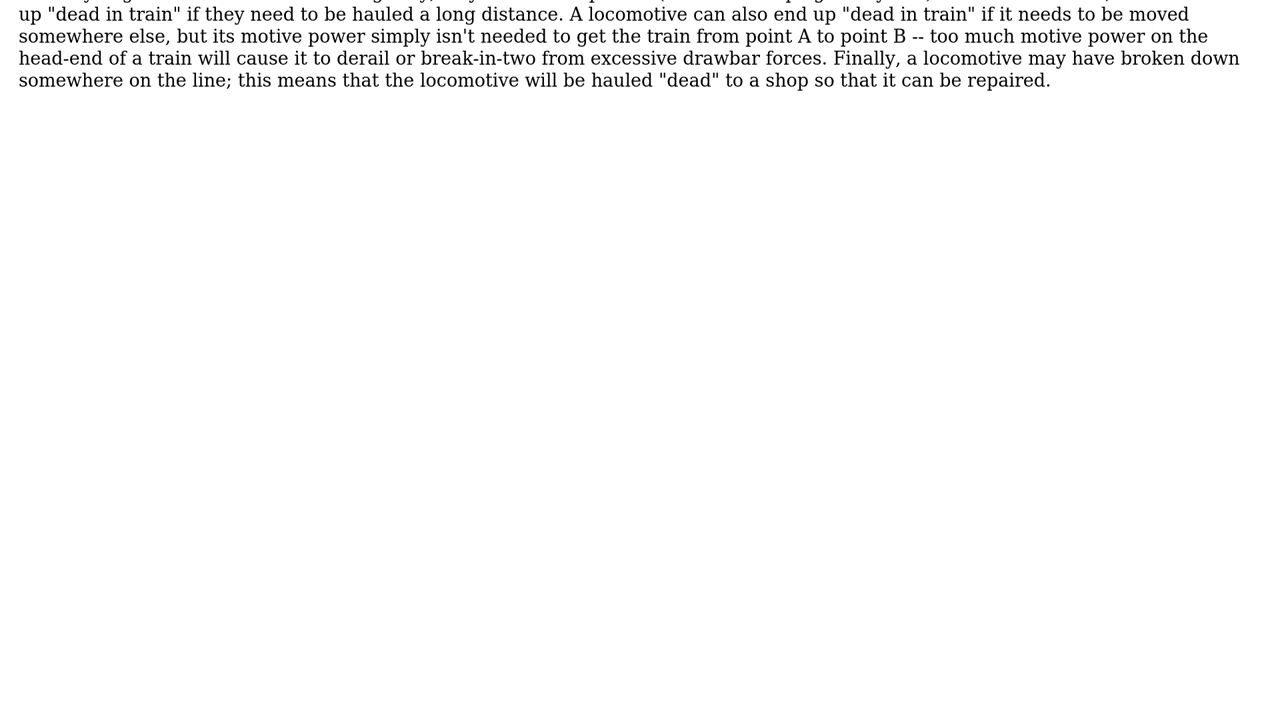 up "dead in train" if they need to be hauled a long distance. A locomotive can also end up "dead in train" if it needs to be moved
somewhere else, but its motive power simply isn't needed to get the train from point A to point B -- too much motive power on the
head-end of a train will cause it to derail or break-in-two from excessive drawbar forces. Finally, a locomotive may have broken down
somewhere on the line; this means that the locomotive will be hauled "dead" to a shop so that it can be repaired.